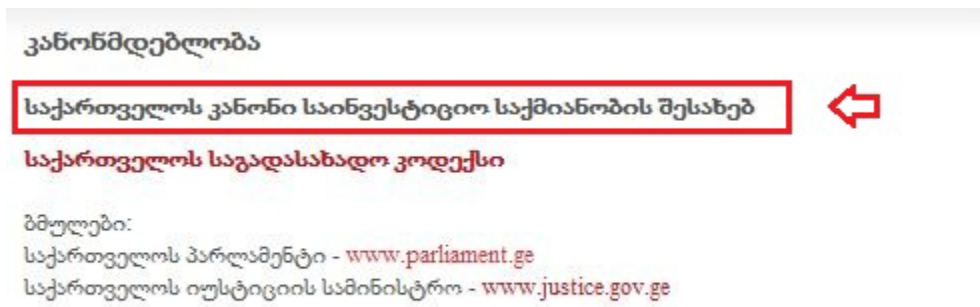 კანონმდებლობა
საქართველოს კანონი საინვესტიციო საქმიანობის შესახებ
საქართველოს საგადასახადო კოდექსი
ბმულები:
საქართველოს პარლამენტი - www.parliament.ge
საქართველოს იუსტიციის სამინისტრო - www.justice.gov.ge